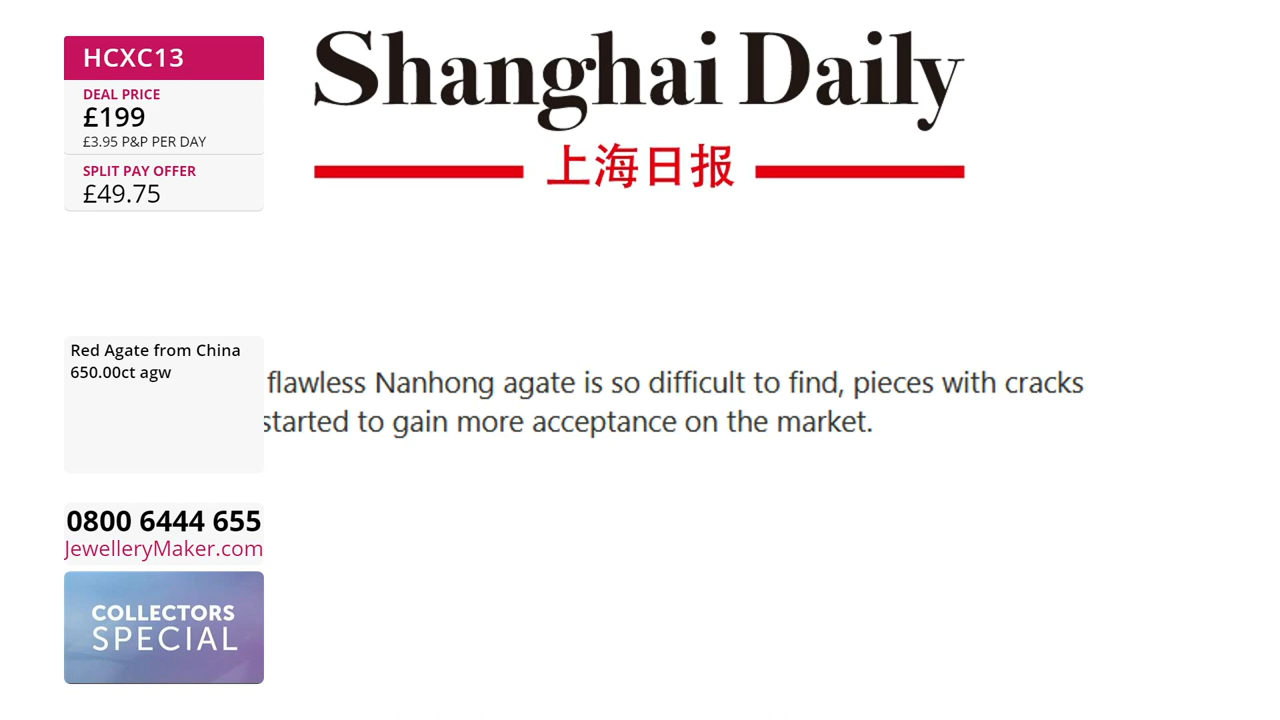 HCXC13
DEAL PRICE
£199
£3.95 P&P PER DAY
SPLIT PAY OFFER
£49.75
Shanghai Daily
上海日报
Red Agate from China
650.00ct agw
flawless Nanhong agate is so difficult to find, pieces with cracks
started to gain more acceptance on the market.
0800 6444 655
JewelleryMaker.com
COLLECTORS
SPECIAL